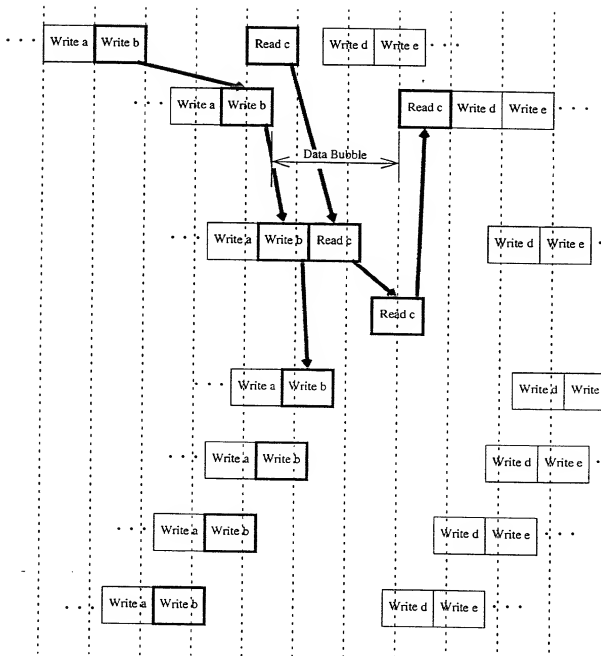 · · · Write a Write b Read c Write d Write e · · ·
· · · Write a Write b Read c Write d Write e · · ·
Data Bubble
· · · Write a Write b Read c Write d Write e ·
Read c
· · · Write a Write b Write d Write
· · · Write a Write b Write d Write e ·
· · · Write a Write b Write d Write e · · ·
· · · Write a Write b Write d Write e · · ·